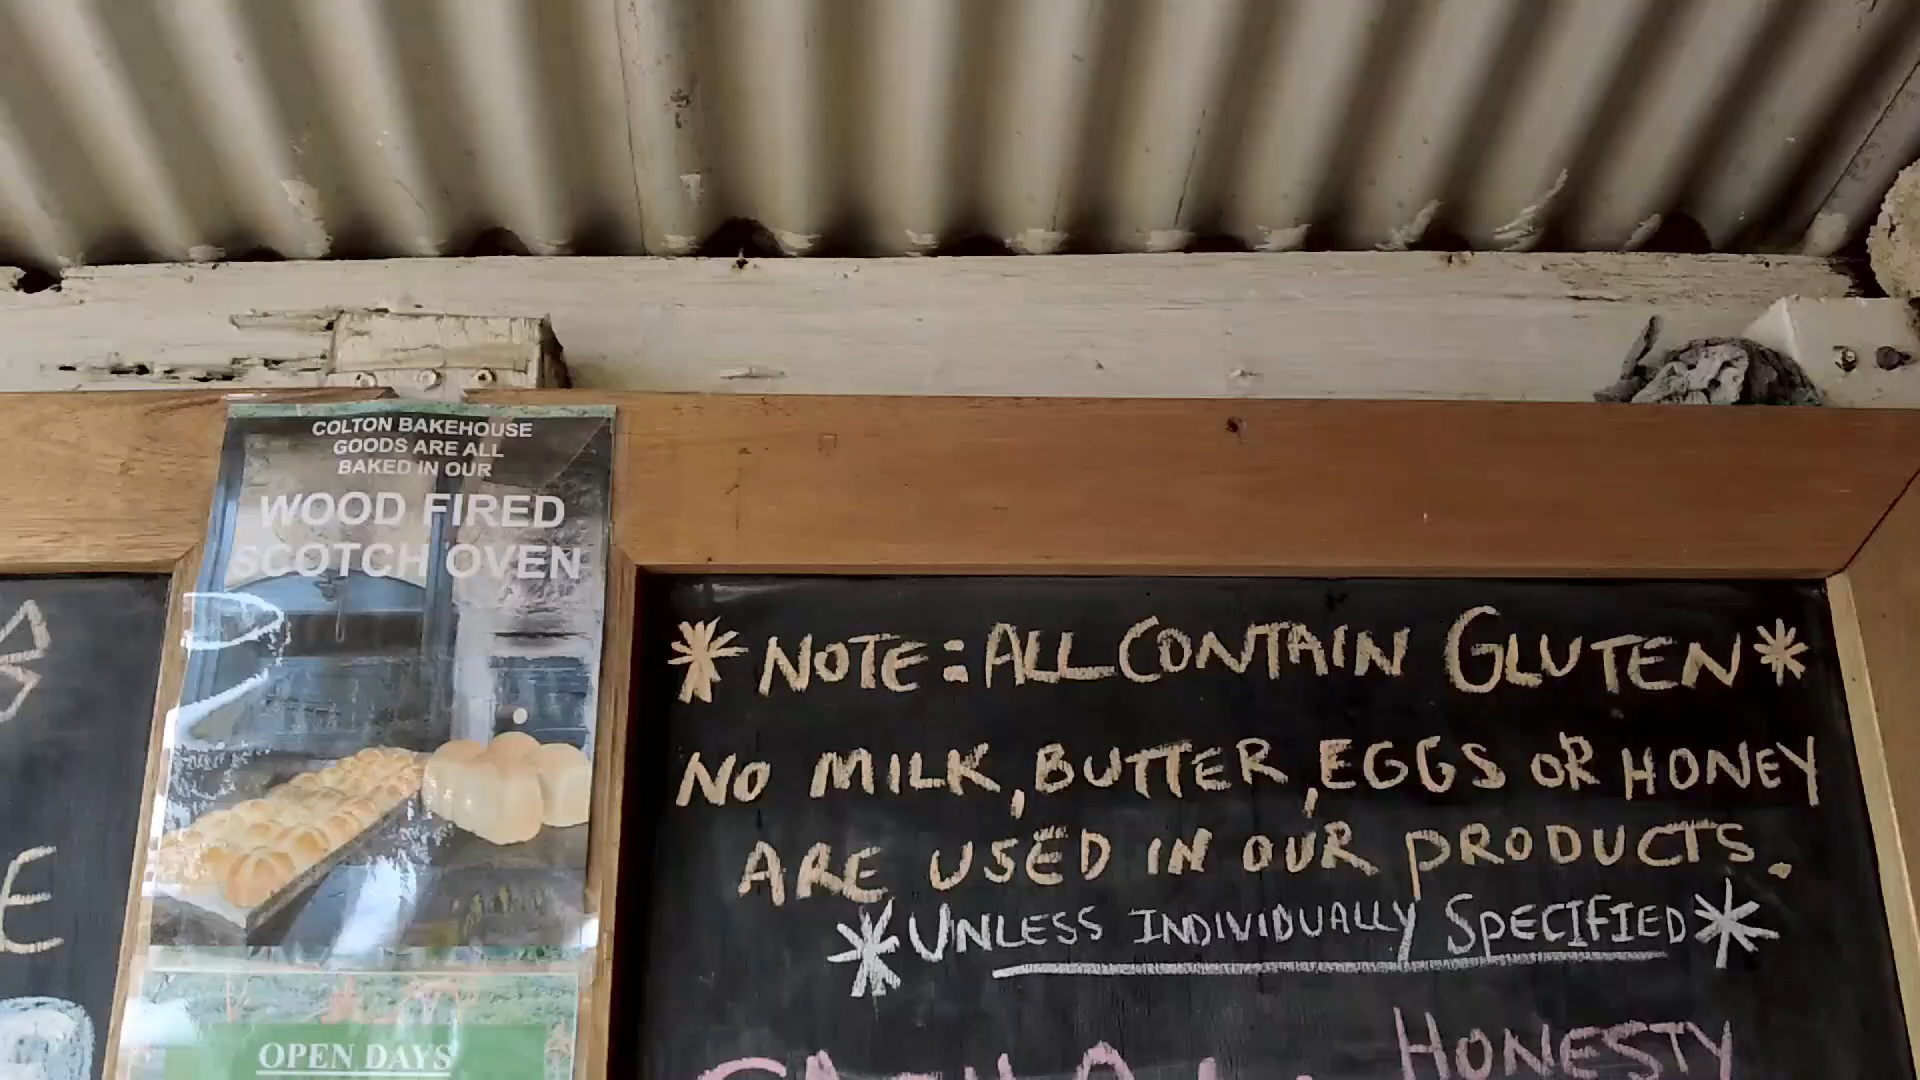 COLTON BAKEHOUSE
GOODS ARE ALL
BAKED IN OUR
WOOD FIRED
SCOTCH OVEN
OPEN DAYS
*NOTE: ALL CONTAIN GLUTEN*
NO MILK, BUTTER, EGGS OR HONEY
ARE USED IN OUR PRODUCTS.
*UNLESS INDIVIDUALLY SPECIFIED*
HONESTY